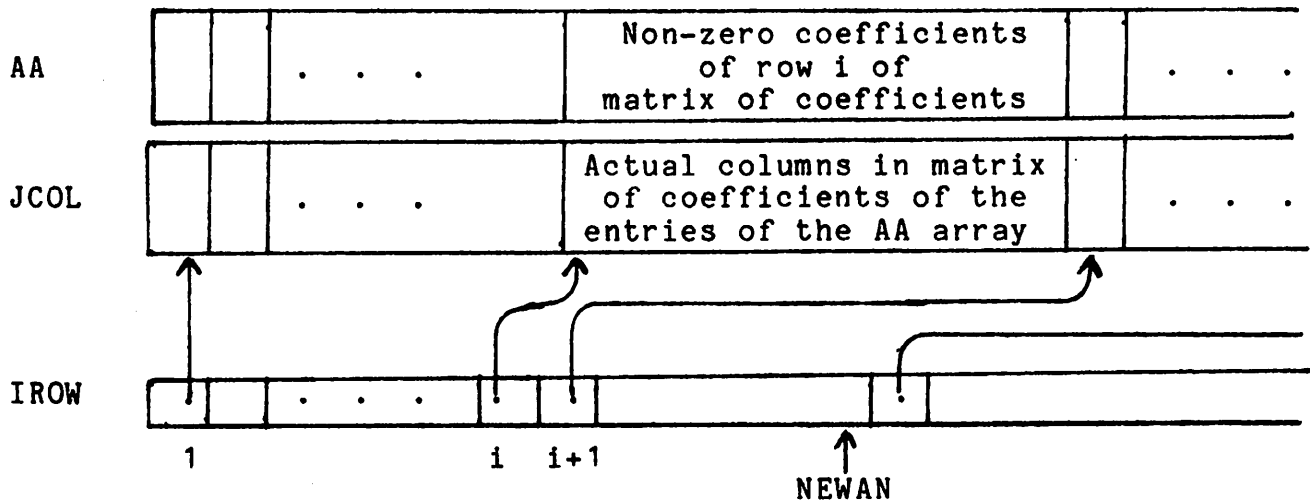 Non-zero coefficients
AA . . . of row i of . . .
matrix of coefficients
Actual columns in matrix
JCOL . . . of coefficients of the . . .
entries of the AA array
IROW . . . . . . .
1 i i+1
NEWAN